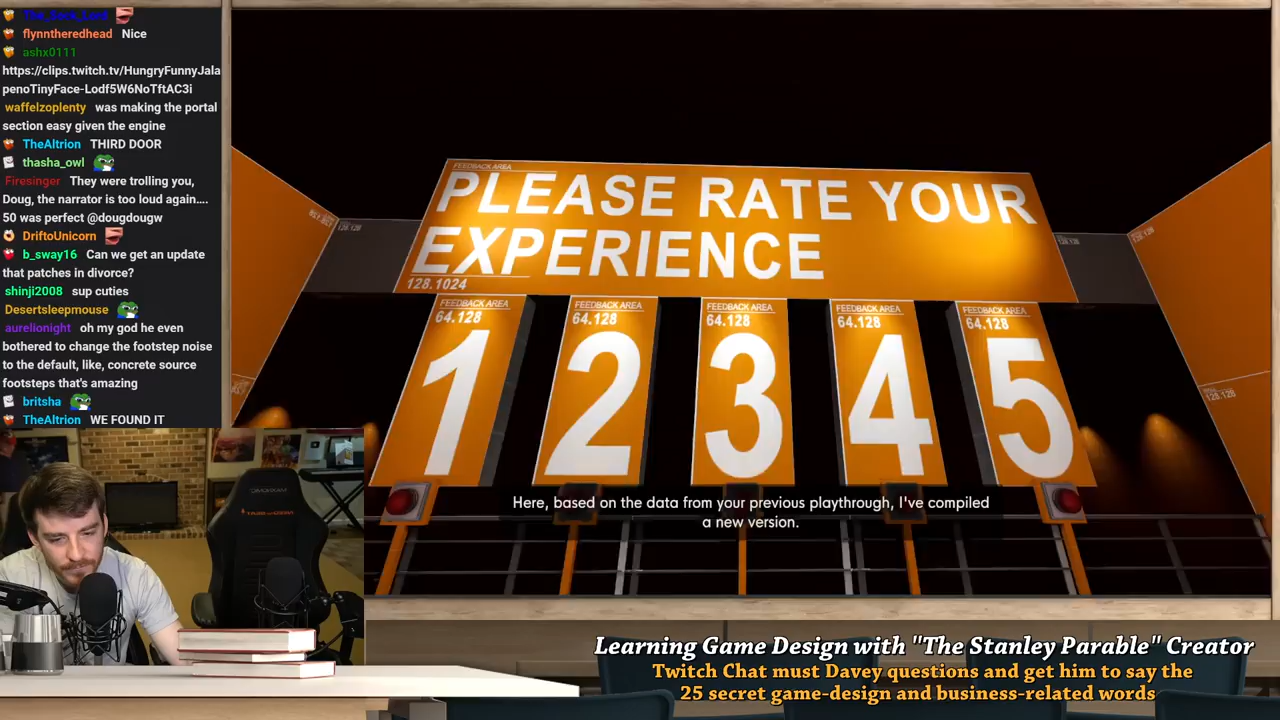 The_Sock_Lord
flynntheredhead Nice
ashx0111
https://clips.twitch.tv/HungryFunnyJala
penoTinyFace-Lodf5W6NoTftAC3i
waffelzoplenty was making the portal
section easy given the engine
TheAltrion THIRD DOOR
thasha_owl
Firesinger They were trolling you,
Doug, the narrator is too loud again....
50 was perfect @dougdougw
DriftoUnicorn
b_sway16 Can we get an update
that patches in divorce?
shinji2008 sup cuties
Desertsleepmouse
aurelionight oh my god he even
bothered to change the footstep noise
to the default, like, concrete source
footsteps that's amazing
britsha
TheAltrion WE FOUND IT
FEEDBACK AREA
PLEASE RATE YOUR
EXPERIENCE
128.1024
FEEDBACK AREA
64.128
1
FEEDBACK AREA
64.128
2
FEEDBACK AREA
64.128
3
FEEDBACK AREA
64.128
4
FEEDBACK AREA
64.128
5
Here, based on the data from your previous playthrough, I've compiled
a new version.
Learning Game Design with "The Stanley Parable" Creator
Twitch Chat must Davey questions and get him to say the
25 secret game-design and business-related words